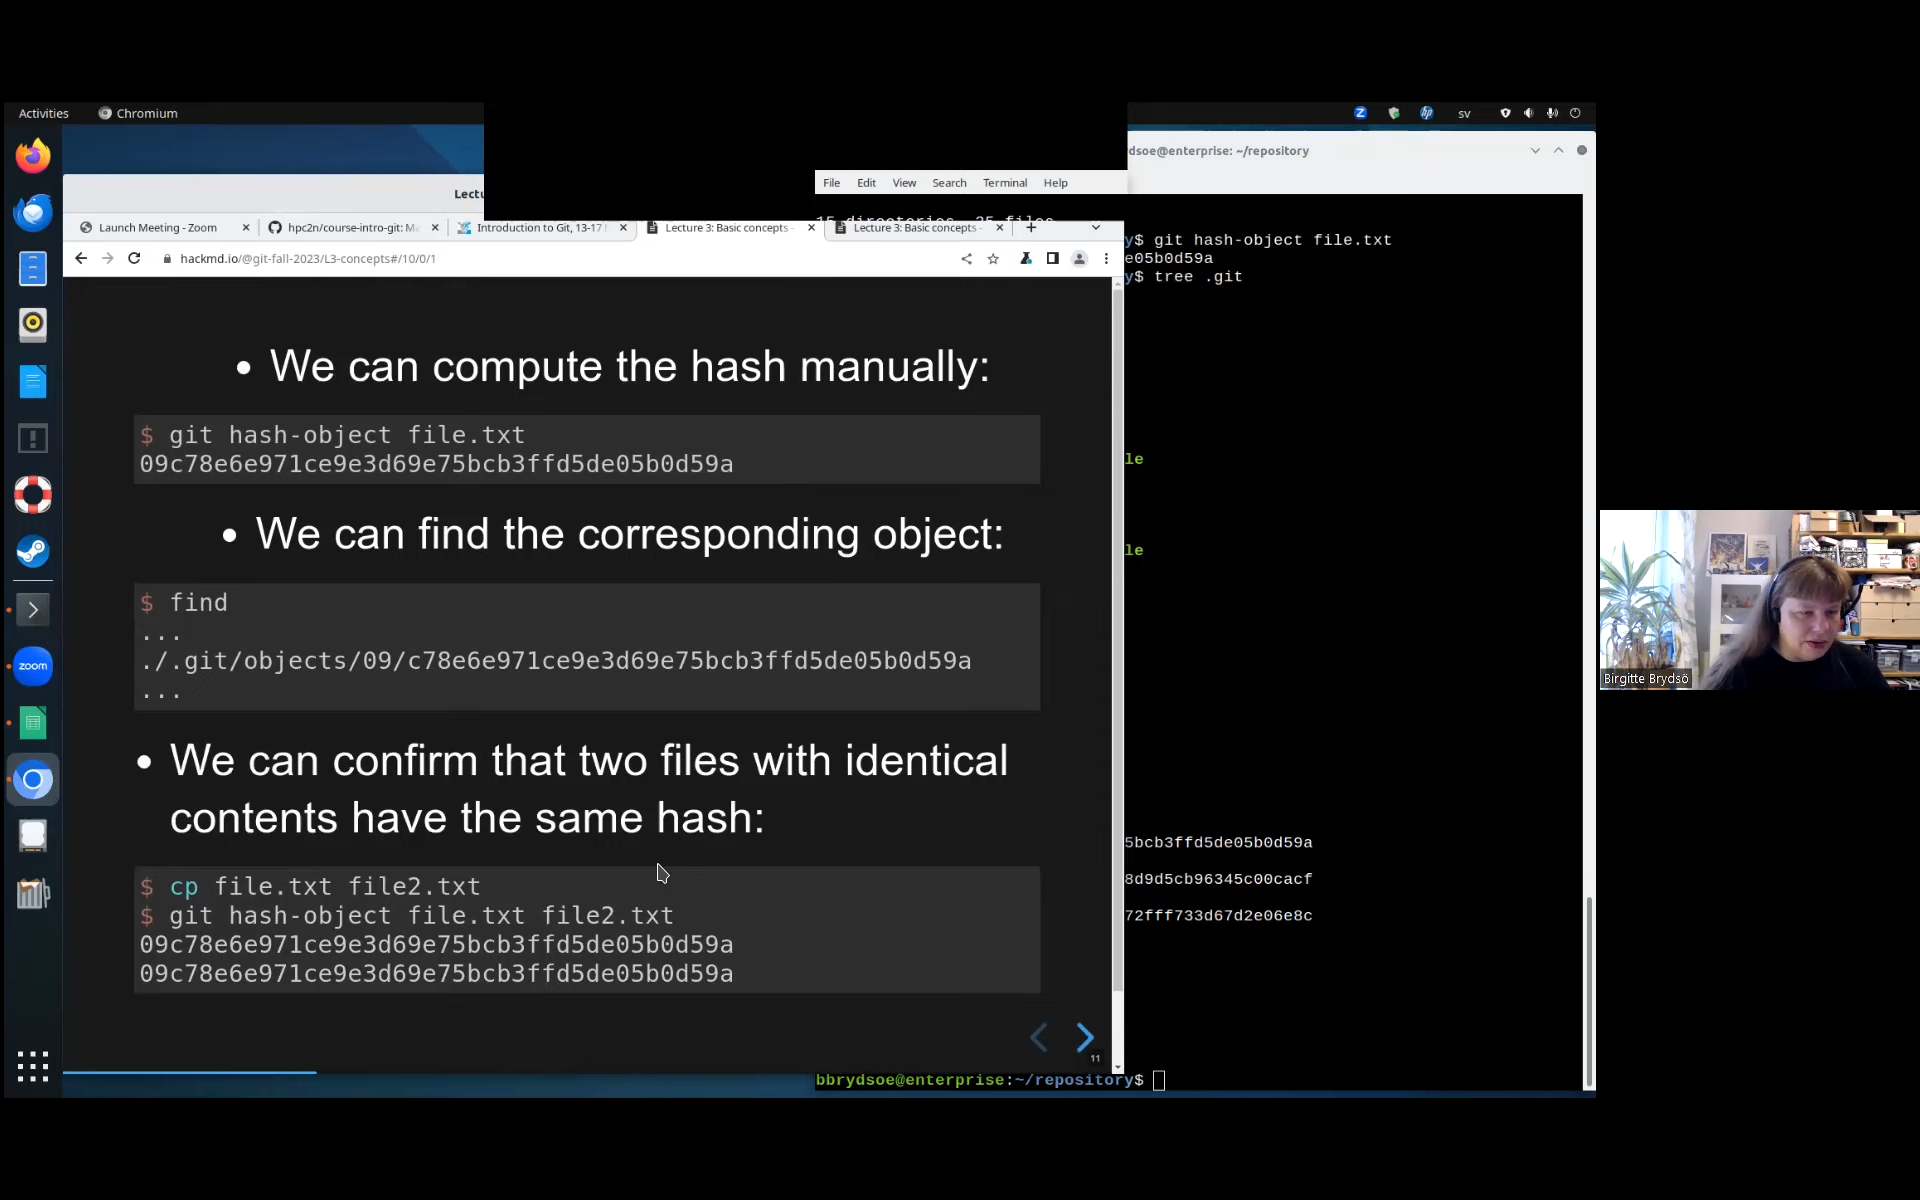 Activities
Chromium
sv
Lectu
dsoe@enterprise: ~/repository
File Edit View Search Terminal Help
15 directories, 25 files
Launch Meeting - Zoom
hpc2n/course-intro-git: M
Introduction to Git, 13-17
Lecture 3: Basic concepts -
Lecture 3: Basic concepts -
hackmd.io/@git-fall-2023/L3-concepts#/10/0/1
y$ git hash-object file.txt
e05b0d59a
y$ tree .git
• We can compute the hash manually:
$ git hash-object file.txt
09c78e6e971ce9e3d69e75bcb3ffd5de05b0d59a
• We can find the corresponding object:
$ find
...
./.git/objects/09/c78e6e971ce9e3d69e75bcb3ffd5de05b0d59a
...
• We can confirm that two files with identical
contents have the same hash:
$ cp file.txt file2.txt
$ git hash-object file.txt file2.txt
09c78e6e971ce9e3d69e75bcb3ffd5de05b0d59a
09c78e6e971ce9e3d69e75bcb3ffd5de05b0d59a
11
le
le
5bcb3ffd5de05b0d59a
8d9d5cb96345c00cacf
72fff733d67d2e06e8c
bbrydsoe@enterprise:~/repository$
zoom
Birgitte Brydsö